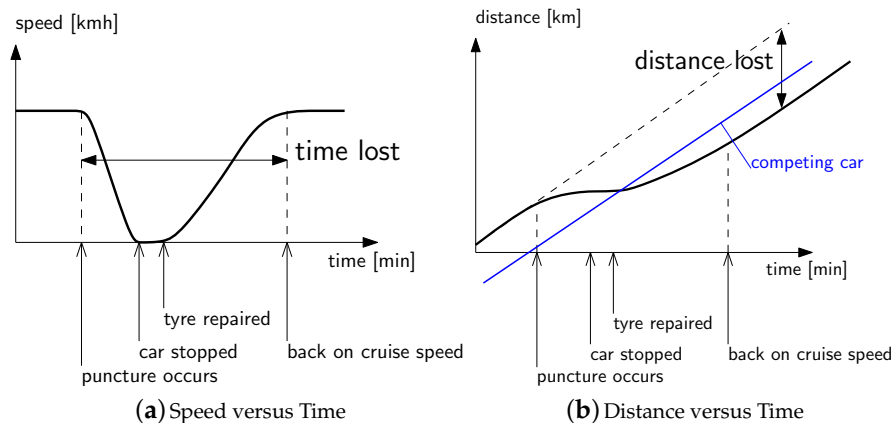 speed [kmh]
time lost
time [min]
tyre repaired
car stopped
back on cruise speed
puncture occurs
(a) Speed versus Time
distance [km]
distance lost
competing car
time [min]
tyre repaired
car stopped
back on cruise speed
puncture occurs
(b) Distance versus Time